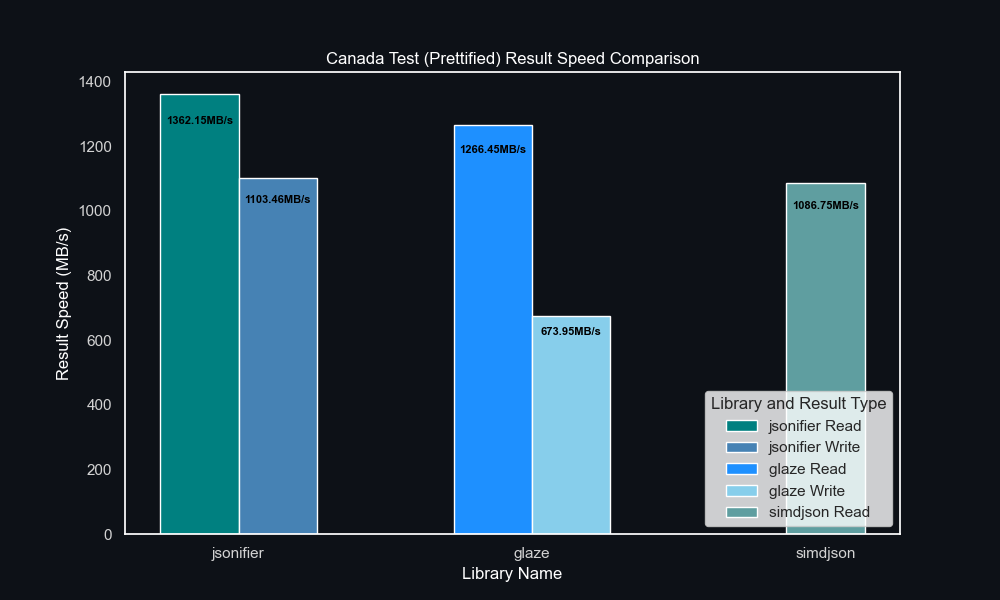 Canada Test (Prettified) Result Speed Comparison
1400
1200
1000
800
600
400
200
0
Result Speed (MB/s)
1362.15MB/s
1103.46MB/s
1266.45MB/s
673.95MB/s
1086.75MB/s
Library and Result Type
jsonifier Read
jsonifier Write
glaze Read
glaze Write
simdjson Read
jsonifier
glaze
simdjson
Library Name